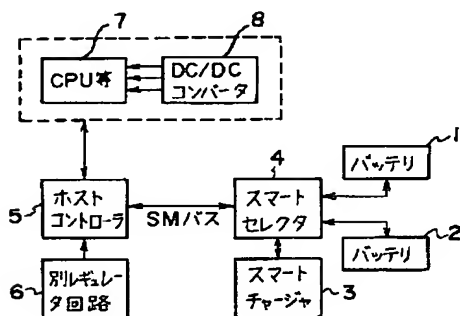 7
8
CPU等
DC/DC
コンバータ
1
バッテリ
4
5
ホスト
コントローラ
SMバス
スマート
セレクタ
2
バッテリ
6
別レギュレー
タ回路
スマート
チャージャ
3